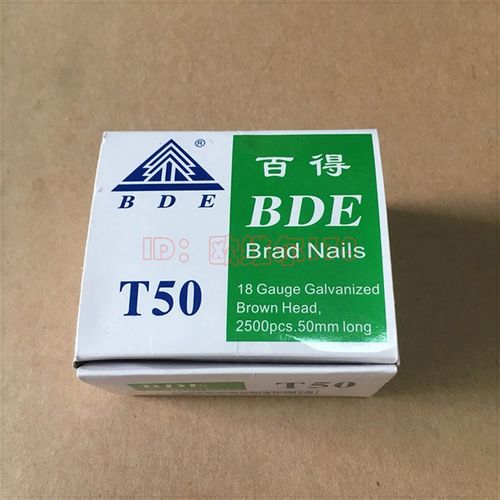 ®
B D E
T50
百得
BDE
Brad Nails
18 Gauge Galvanized
Brown Head,
2500pcs.50mm long
BDE
T50